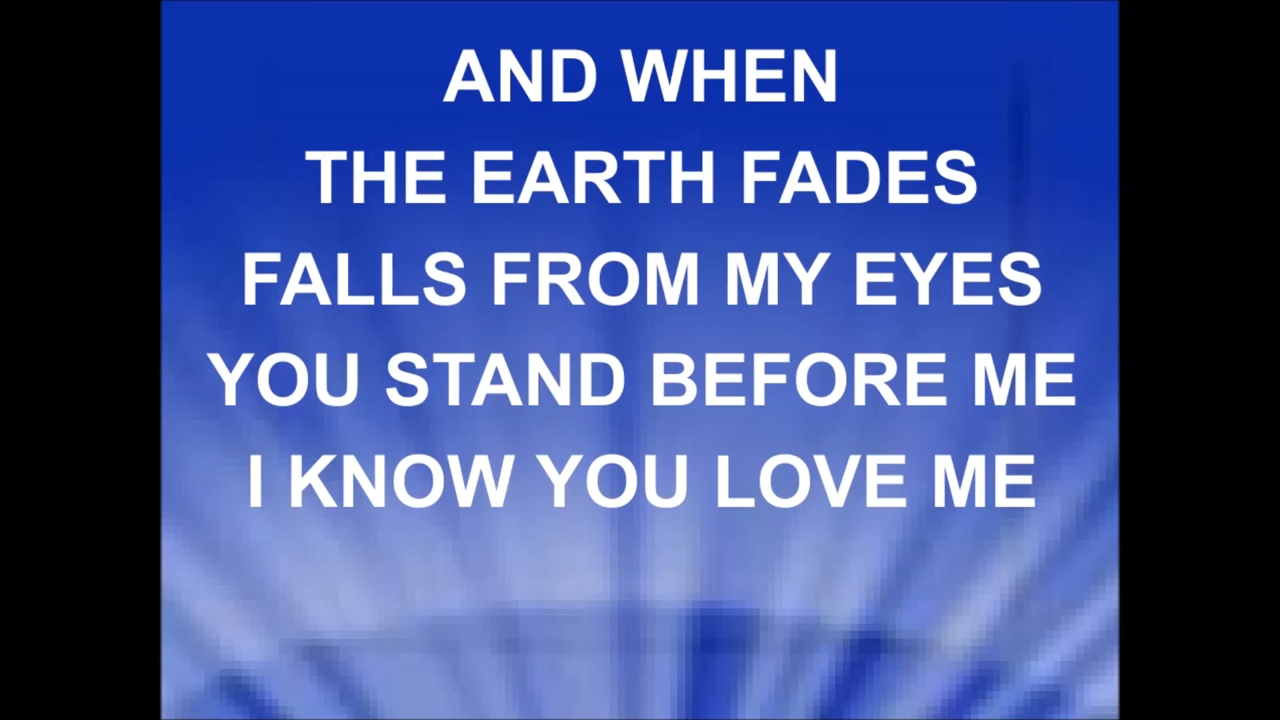 AND WHEN
THE EARTH FADES
FALLS FROM MY EYES
YOU STAND BEFORE ME
I KNOW YOU LOVE ME